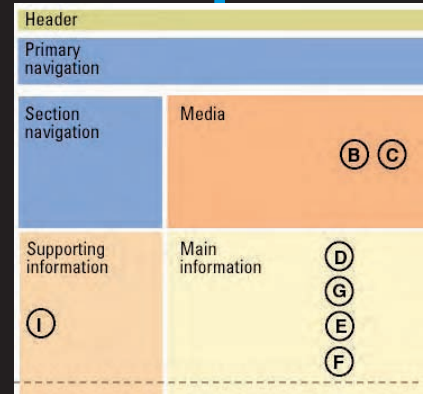 Header
Primary
navigation
Section
navigation
Media
B C
Supporting
information
Main
information
D
G
I
E
F